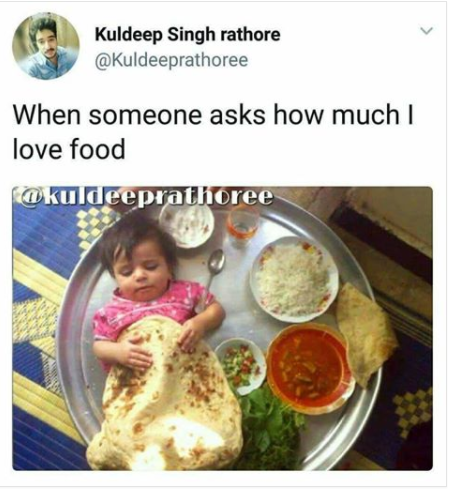 Kuldeep Singh rathore
@Kuldeeprathoree
When someone asks how much I
love food
@kuldeeprathoree